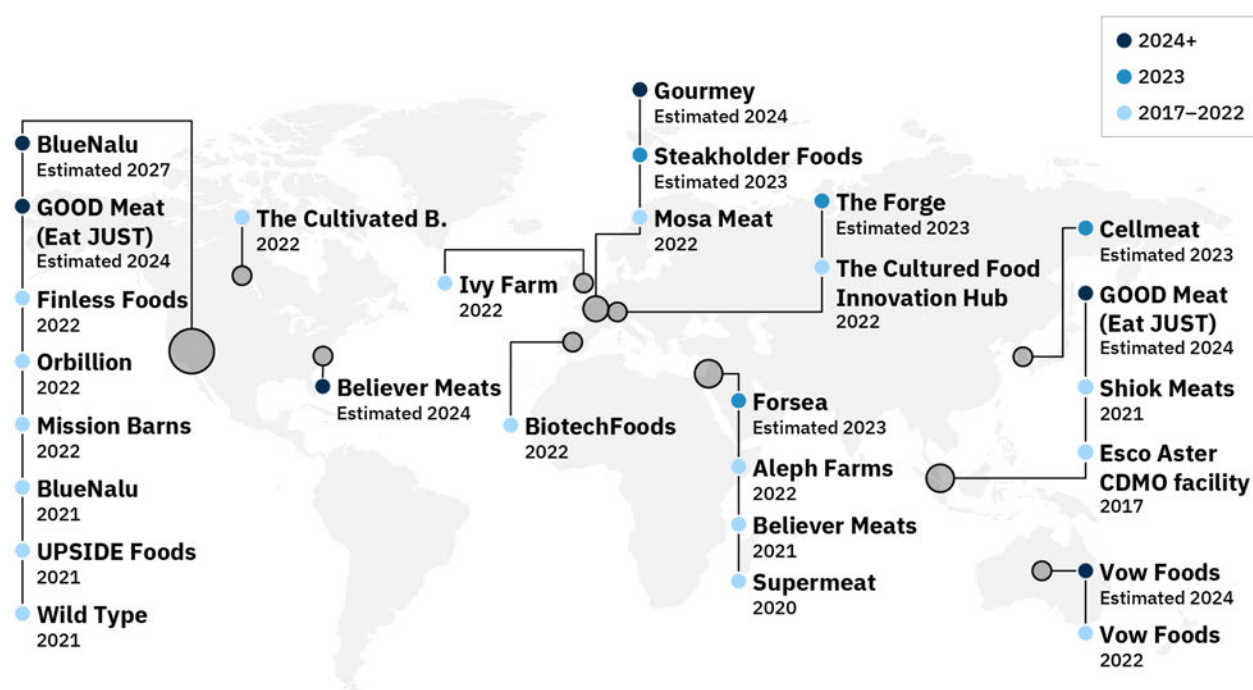 2024+
2023
2017–2022
BlueNalu
Estimated 2027
GOOD Meat
(Eat JUST)
Estimated 2024
Finless Foods
2022
Orbillion
2022
Mission Barns
2022
BlueNalu
2021
UPSIDE Foods
2021
Wild Type
2021
The Cultivated B.
2022
Believer Meats
Estimated 2024
Ivy Farm
2022
BiotechFoods
2022
Gourmey
Estimated 2024
Steakholder Foods
Estimated 2023
Mosa Meat
2022
The Forge
Estimated 2023
The Cultured Food
Innovation Hub
2022
Forsea
Estimated 2023
Aleph Farms
2022
Believer Meats
2021
Supermeat
2020
Cellmeat
Estimated 2023
GOOD Meat
(Eat JUST)
Estimated 2024
Shiok Meats
2021
Esco Aster
CDMO facility
2017
Vow Foods
Estimated 2024
Vow Foods
2022